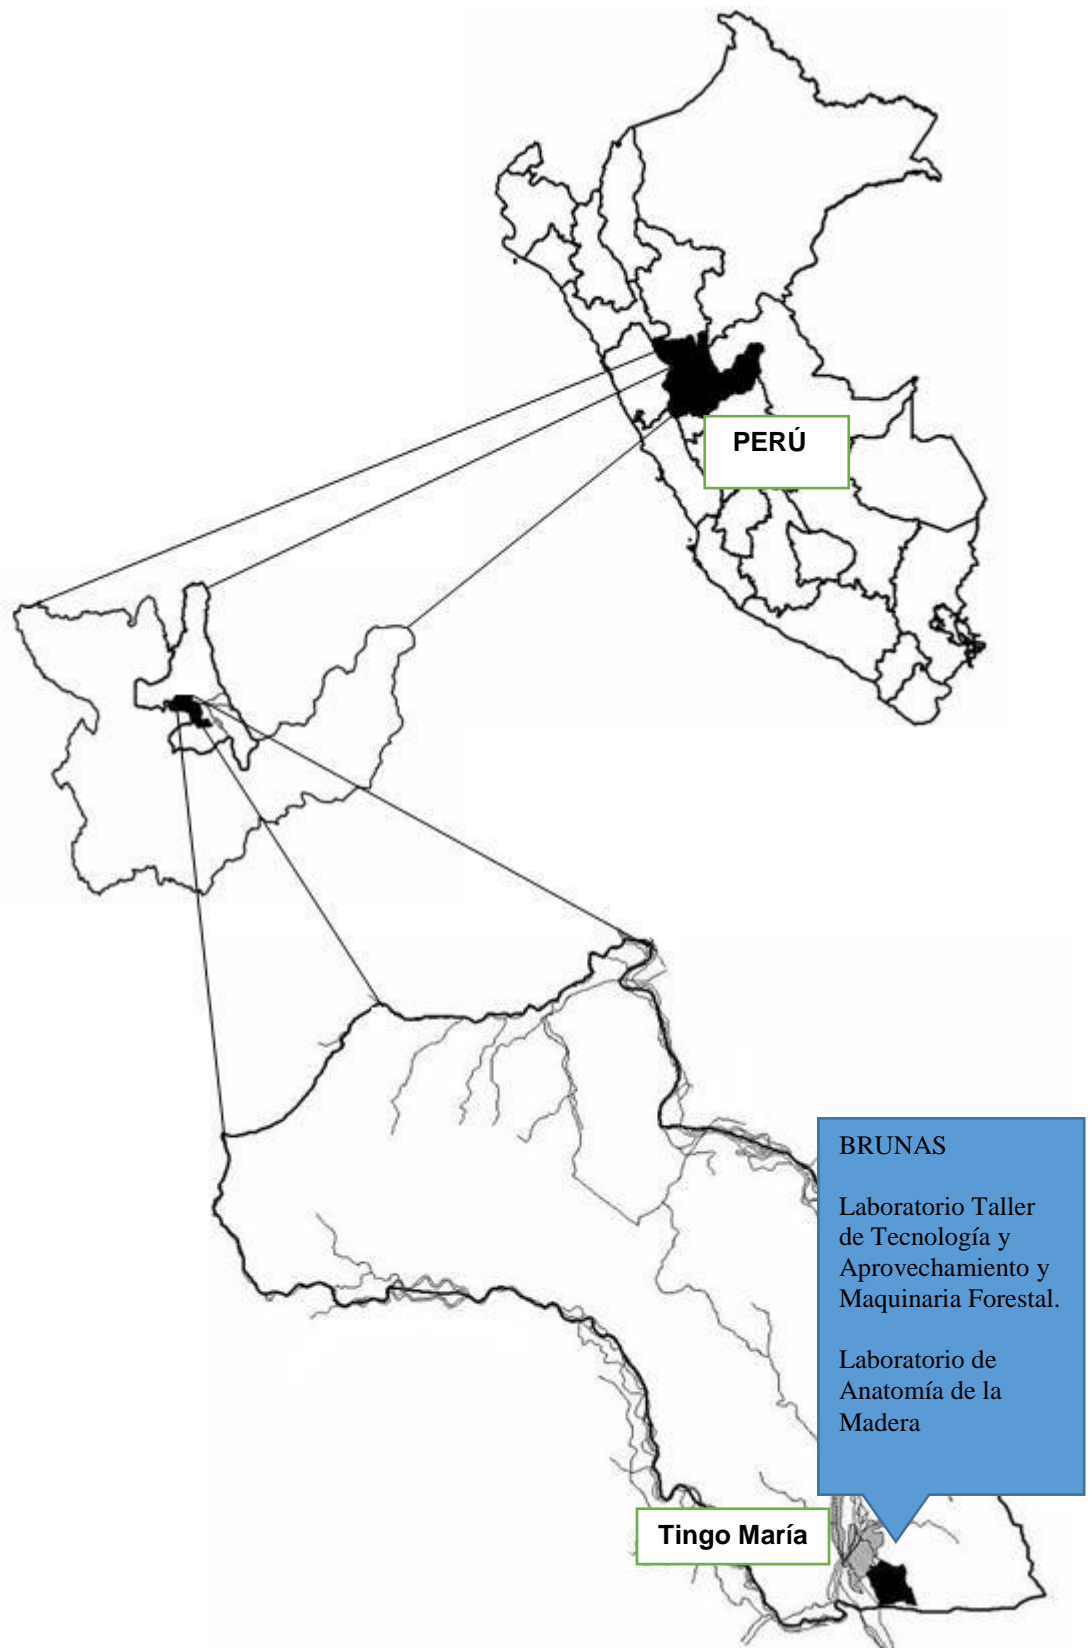 PERÚ
BRUNAS
Laboratorio Taller
de Tecnología y
Aprovechamiento y
Maquinaria Forestal.
Laboratorio de
Anatomía de la
Madera
Tingo María